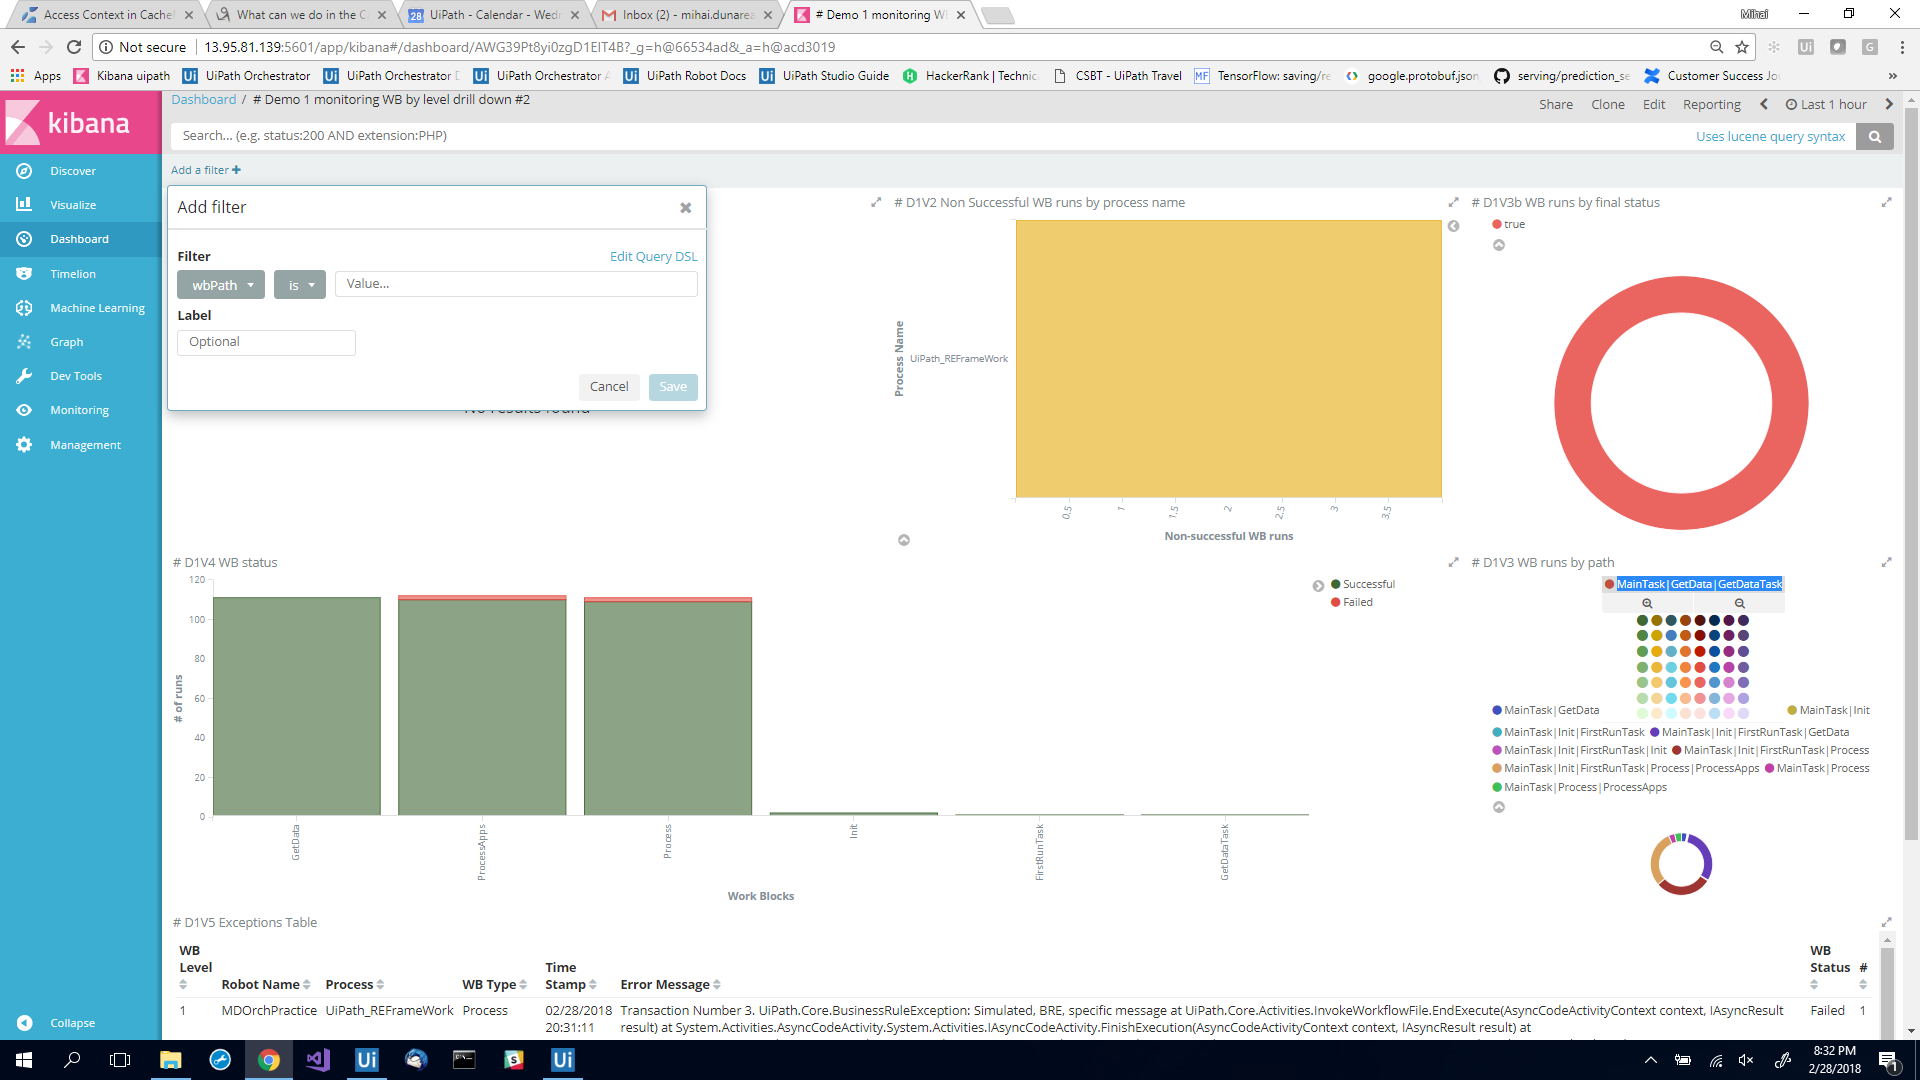 Access Context in Cache
What can we do in the C
28 UiPath - Calendar - Wedn
Inbox (2) - mihai.dunarea
# Demo 1 monitoring WB
Mihai
Not secure 13.95.81.139:5601/app/kibana#/dashboard/AWG39Pt8yi0zgD1EIT4B?_g=h@66534ad&_a=h@acd3019
Apps Kibana uipath UiPath Orchestrator UiPath Orchestrator D UiPath Orchestrator A UiPath Robot Docs UiPath Studio Guide HackerRank | Technic CSBT - UiPath Travel TensorFlow: saving/re google.protobuf.json serving/prediction_se Customer Success Jou »
kibana
Discover
Visualize
Dashboard
Timelion
Machine Learning
Graph
Dev Tools
Monitoring
Management
Collapse
Dashboard / # Demo 1 monitoring WB by level drill down #2
Share Clone Edit Reporting Last 1 hour
Search... (e.g. status:200 AND extension:PHP)
Uses lucene query syntax
Add a filter +
Add filter
Filter
Edit Query DSL
wbPath is Value...
Label
Optional
Cancel Save
No results found
# D1V2 Non Successful WB runs by process name
Process Name
UiPath_REFrameWork
0.5 1 1.5 2 2.5 3 3.5
Non-successful WB runs
# D1V3b WB runs by final status
true
# D1V4 WB status
# of runs
120
100
80
60
40
20
0
GetData ProcessApps Process Init FirstRunTask GetDataTask
Work Blocks
Successful
Failed
# D1V3 WB runs by path
MainTask|GetData|GetDataTask
MainTask|GetData MainTask|Init
MainTask|Init|FirstRunTask MainTask|Init|FirstRunTask|GetData
MainTask|Init|FirstRunTask|Init MainTask|Init|FirstRunTask|Process
MainTask|Init|FirstRunTask|Process|ProcessApps MainTask|Process
MainTask|Process|ProcessApps
# D1V5 Exceptions Table
WB Level Robot Name Process WB Type Time Stamp Error Message WB Status #
1 MDOrchPractice UiPath_REFrameWork Process 02/28/2018 20:31:11 Transaction Number 3. UiPath.Core.BusinessRuleException: Simulated, BRE, specific message at UiPath.Core.Activities.InvokeWorkflowFile.EndExecute(AsyncCodeActivityContext context, IAsyncResult Failed 1
result) at System.Activities.AsyncCodeActivity.System.Activities.IAsyncCodeActivity.FinishExecution(AsyncCodeActivityContext context, IAsyncResult result) at
8:32 PM
2/28/2018
1